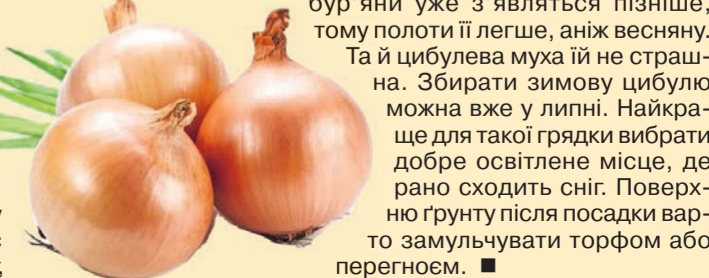 бур’яни уже з’являться пізніше,
тому полоти її легше, аніж весняну.
Та й цибулева муха їй не страш-
на. Збирати зимову цибулю
можна вже у липні. Найкра-
ще для такої грядки вибрати
добре освітлене місце, де
рано сходить сніг. Поверх-
ню ґрунту після посадки вар-
то замульчувати торфом або
перегноєм. ■